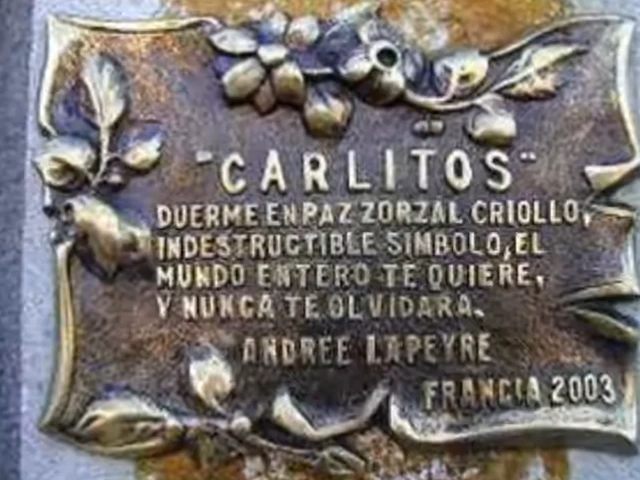 "CARLITOS"
DUERME EN PAZ ZORZAL CRIOLLO,
INDESTRUCTIBLE SIMBOLO, EL
MUNDO ENTERO TE QUIERE,
Y NUNCA TE OLVIDARA.
ANDREE LAPEYRE
FRANCIA 2003